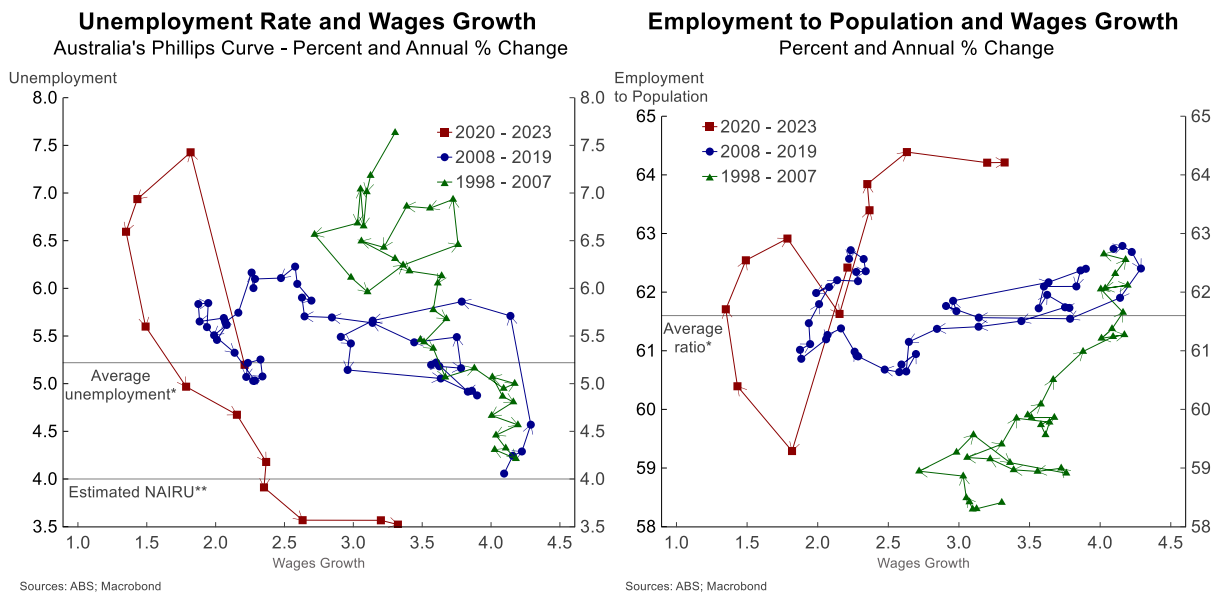 Unemployment Rate and Wages Growth
Australia's Phillips Curve - Percent and Annual % Change
Unemployment
8.0
7.5
7.0
6.5
6.0
5.5
5.0
4.5
4.0
3.5
8.0
7.5
7.0
6.5
6.0
5.5
5.0
4.5
4.0
3.5
2020 - 2023
2008 - 2019
1998 - 2007
Average
unemployment*
Estimated NAIRU**
1.0 1.5 2.0 2.5 3.0 3.5 4.0 4.5
Wages Growth
Sources: ABS; Macrobond
Employment to Population and Wages Growth
Percent and Annual % Change
Employment
to Population
65
64
63
62
61
60
59
58
65
64
63
62
61
60
59
58
2020 - 2023
2008 - 2019
1998 - 2007
Average
ratio*
1.0 1.5 2.0 2.5 3.0 3.5 4.0 4.5
Wages Growth
Sources: ABS; Macrobond